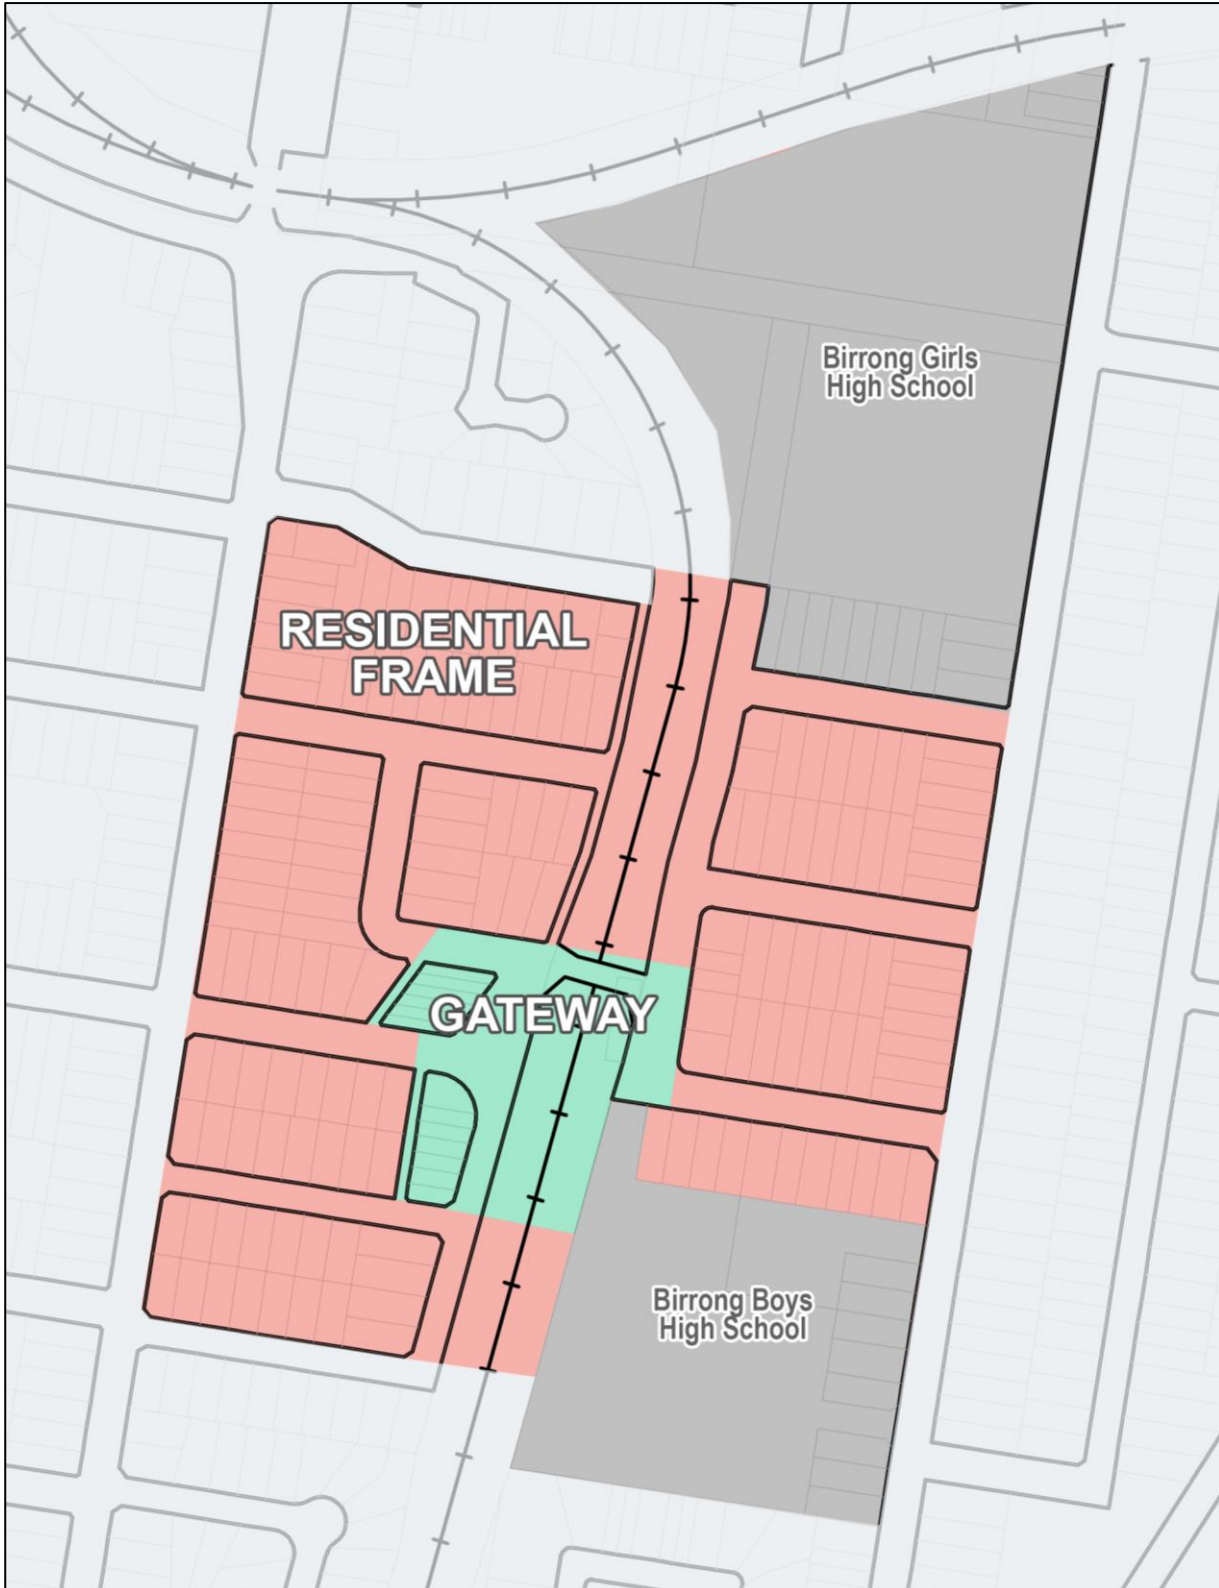 Birrong Girls
High School
RESIDENTIAL
FRAME
GATEWAY
Birrong Boys
High School